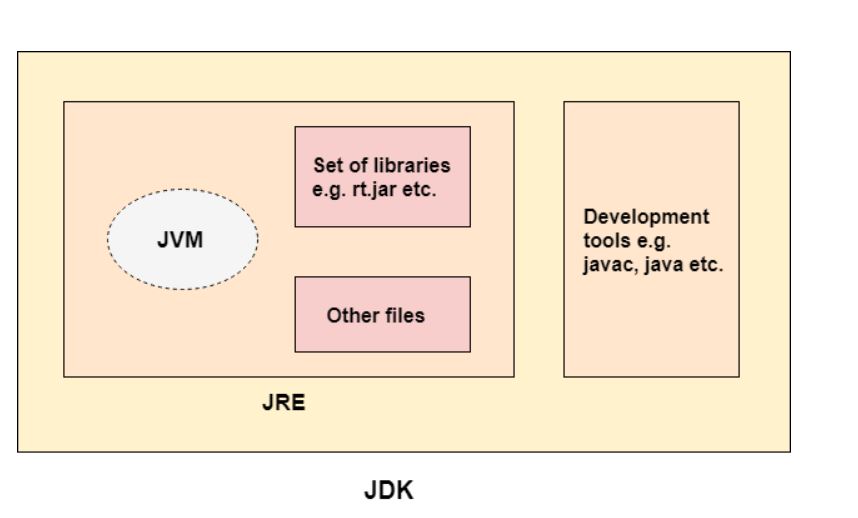 Set of libraries
e.g. rt.jar etc.
JVM
Other files
Development
tools e.g.
javac, java etc.
JRE
JDK